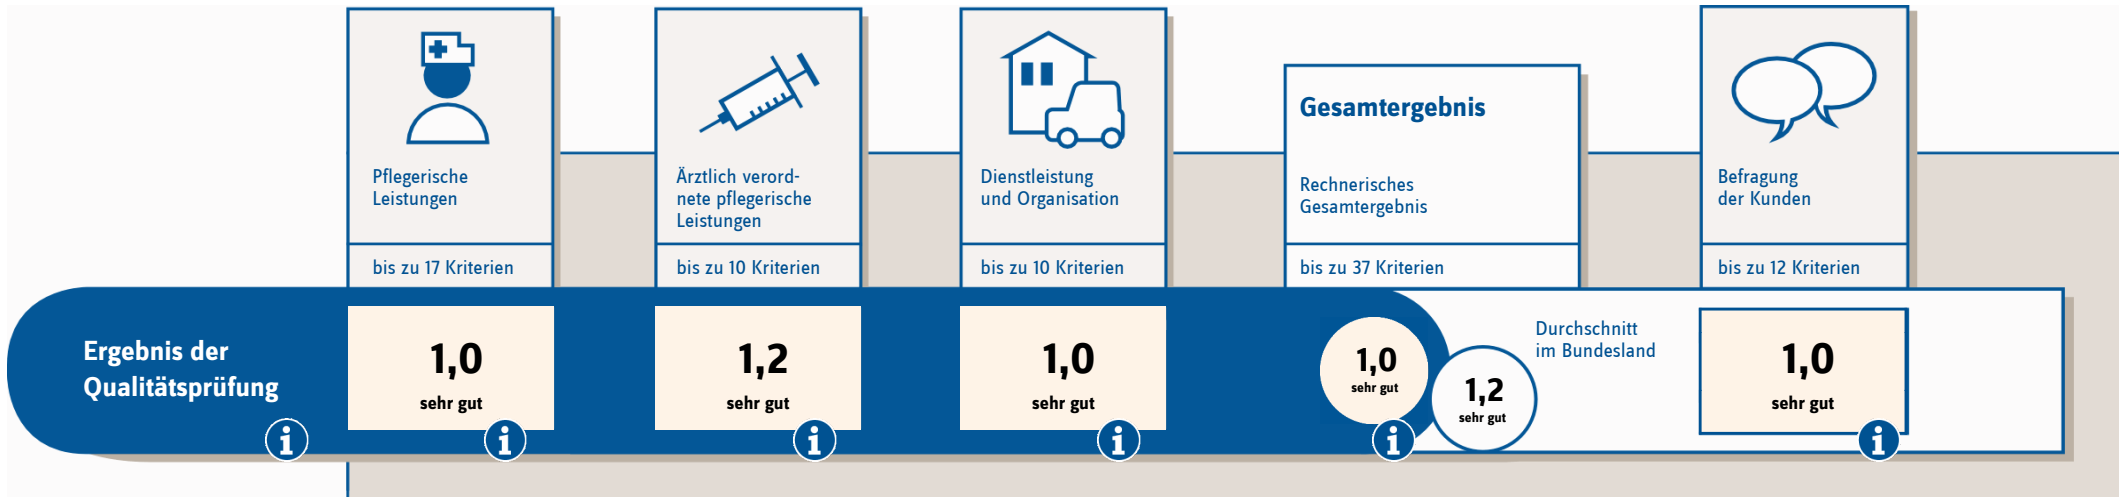 Pflegerische
Leistungen
bis zu 17 Kriterien
Ärztlich verord-
nete pflegerische
Leistungen
bis zu 10 Kriterien
Dienstleistung
und Organisation
bis zu 10 Kriterien
Gesamtergebnis
Rechnerisches
Gesamtergebnis
bis zu 37 Kriterien
Befragung
der Kunden
bis zu 12 Kriterien
Ergebnis der
Qualitätsprüfung
i
1,0
sehr gut
i
1,2
sehr gut
i
1,0
sehr gut
i
1,0
sehr gut
i
1,2
sehr gut
Durchschnitt
im Bundesland
1,0
sehr gut
i